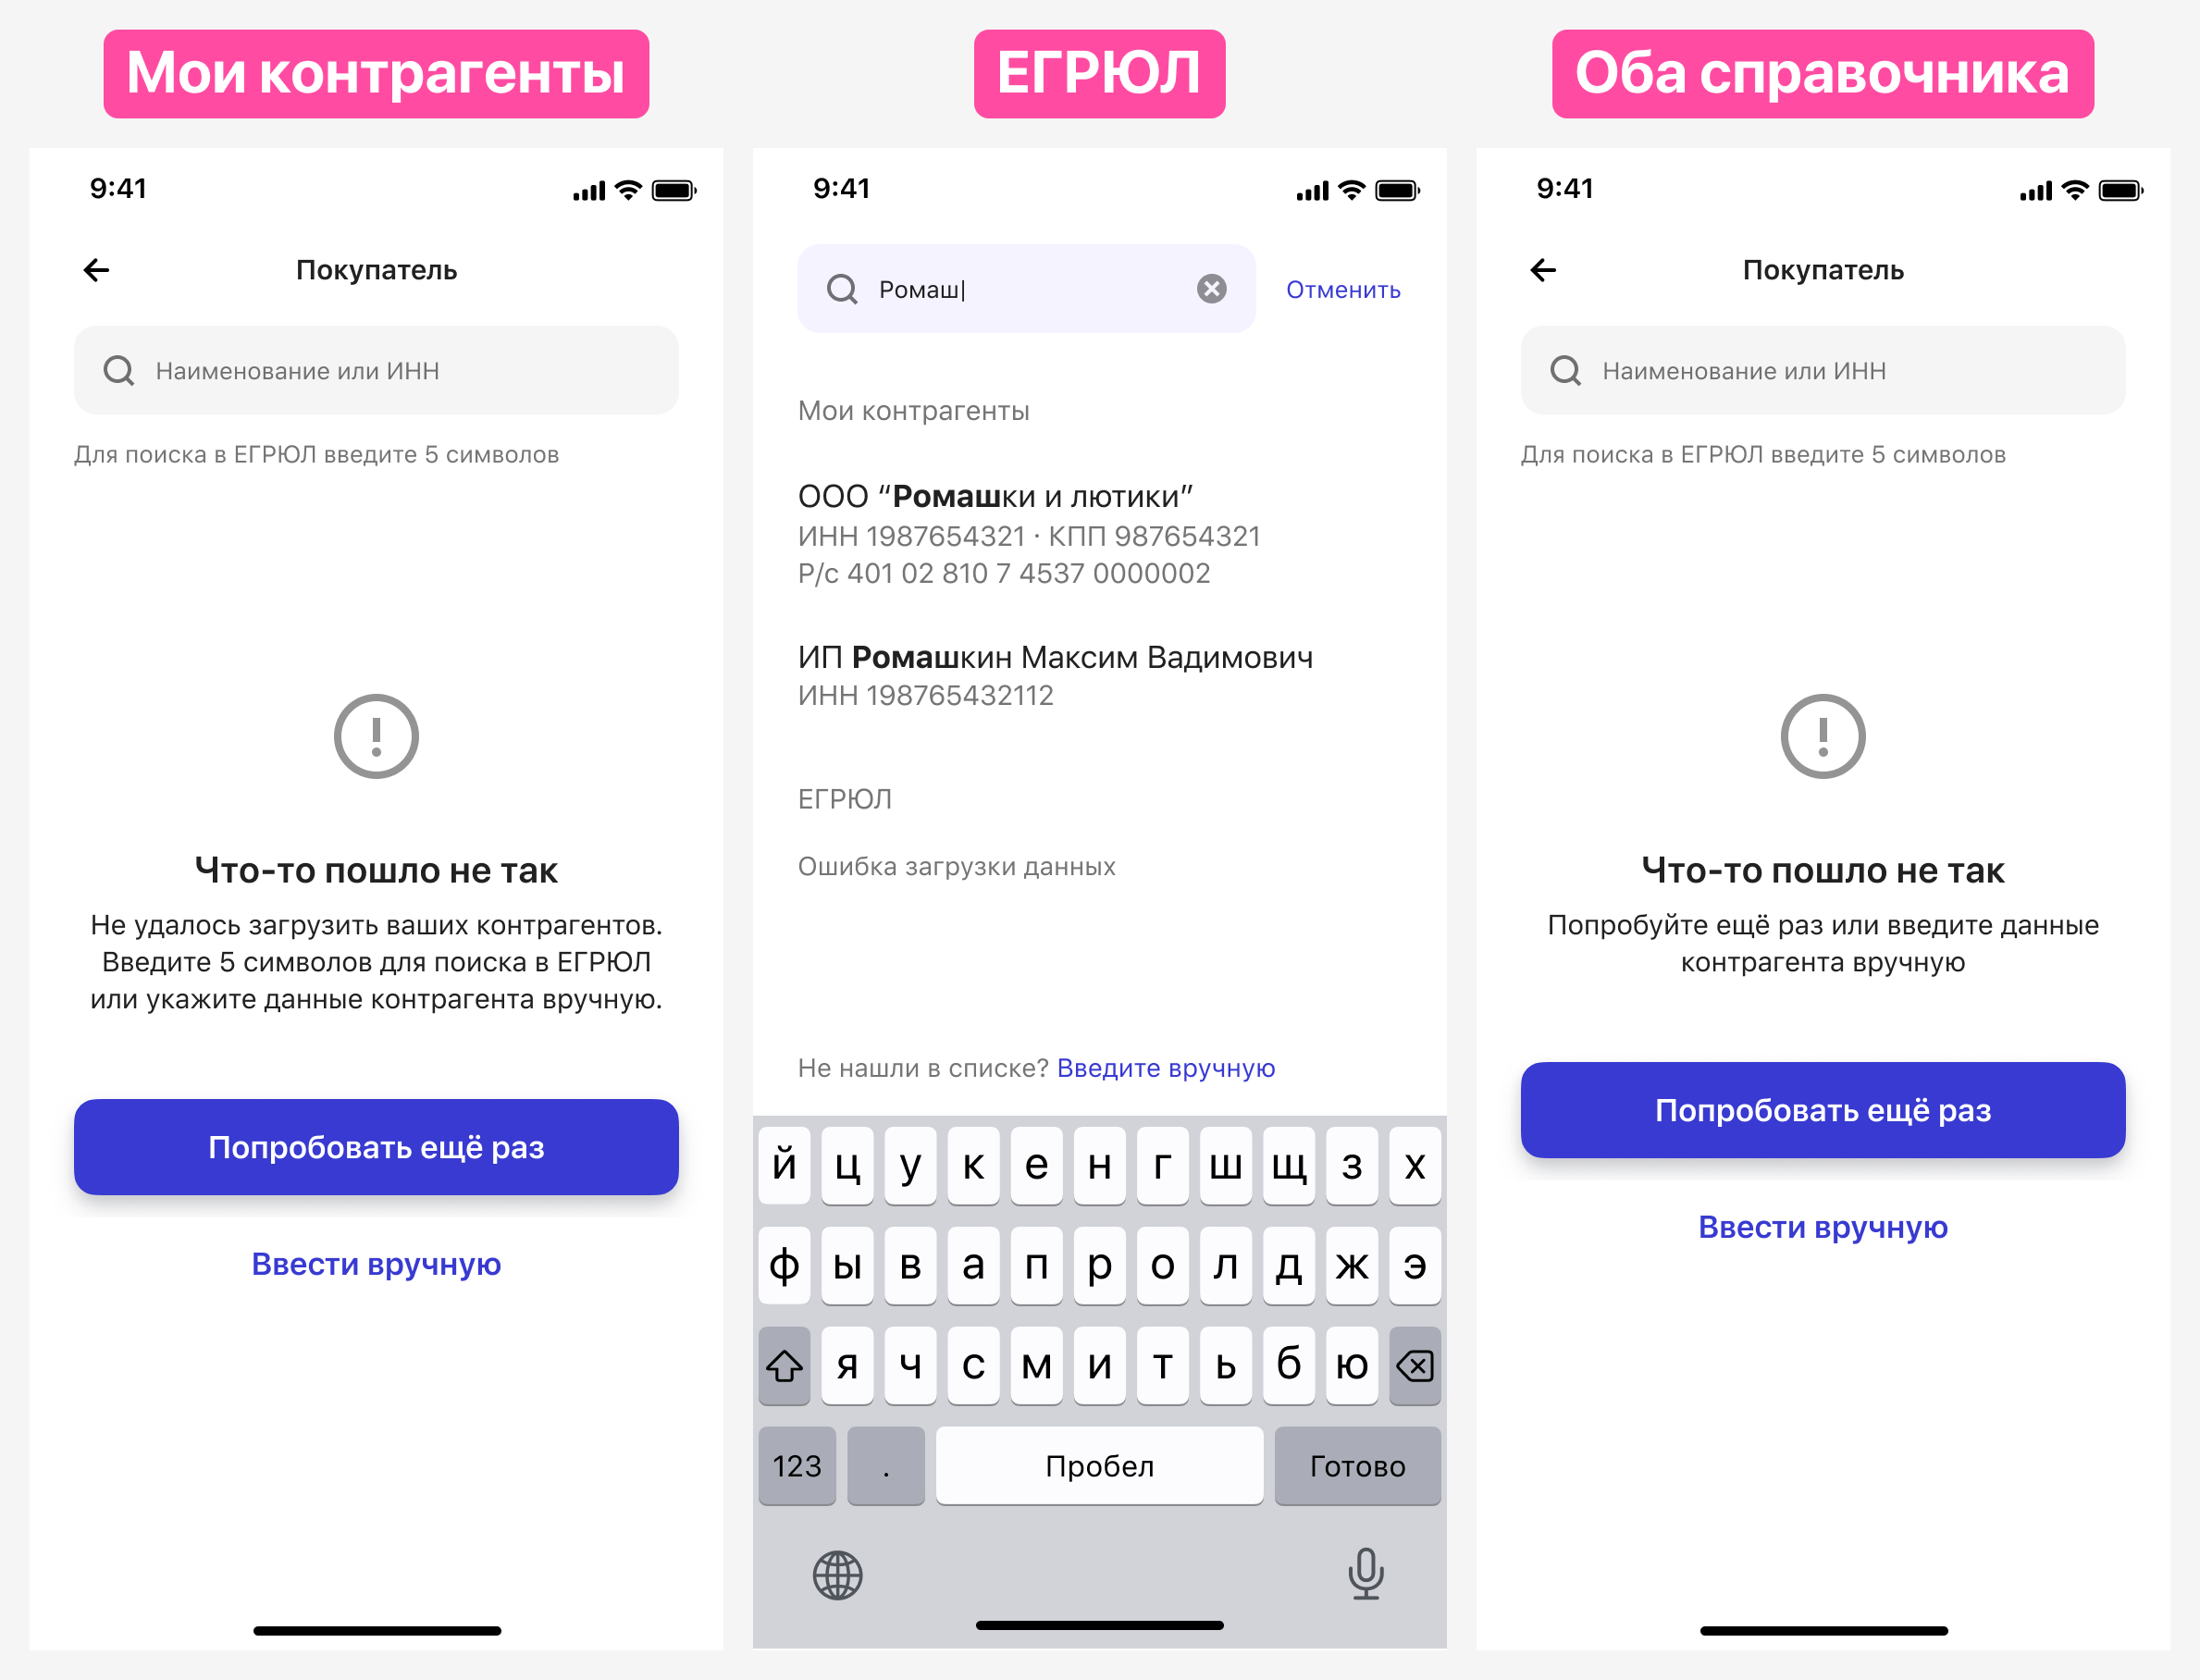 Мои контрагенты
9:41
Покупатель
Наименование или ИНН
Для поиска в ЕГРЮЛ введите 5 символов
Что-то пошло не так
Не удалось загрузить ваших контрагентов.
Введите 5 символов для поиска в ЕГРЮЛ
или укажите данные контрагента вручную.
Попробовать ещё раз
Ввести вручную
ЕГРЮЛ
9:41
Ромаш
Отменить
Мои контрагенты
ООО “Ромашки и лютики”
ИНН 1987654321 · КПП 987654321
Р/с 401 02 810 7 4537 0000002
ИП Ромашкин Максим Вадимович
ИНН 198765432112
ЕГРЮЛ
Ошибка загрузки данных
Не нашли в списке? Введите вручную
й ц у к е н г ш щ з х
ф ы в а п р о л д ж э
я ч с м и т ь б ю
123 . Пробел Готово
Оба справочника
9:41
Покупатель
Наименование или ИНН
Для поиска в ЕГРЮЛ введите 5 символов
Что-то пошло не так
Попробуйте ещё раз или введите данные
контрагента вручную
Попробовать ещё раз
Ввести вручную